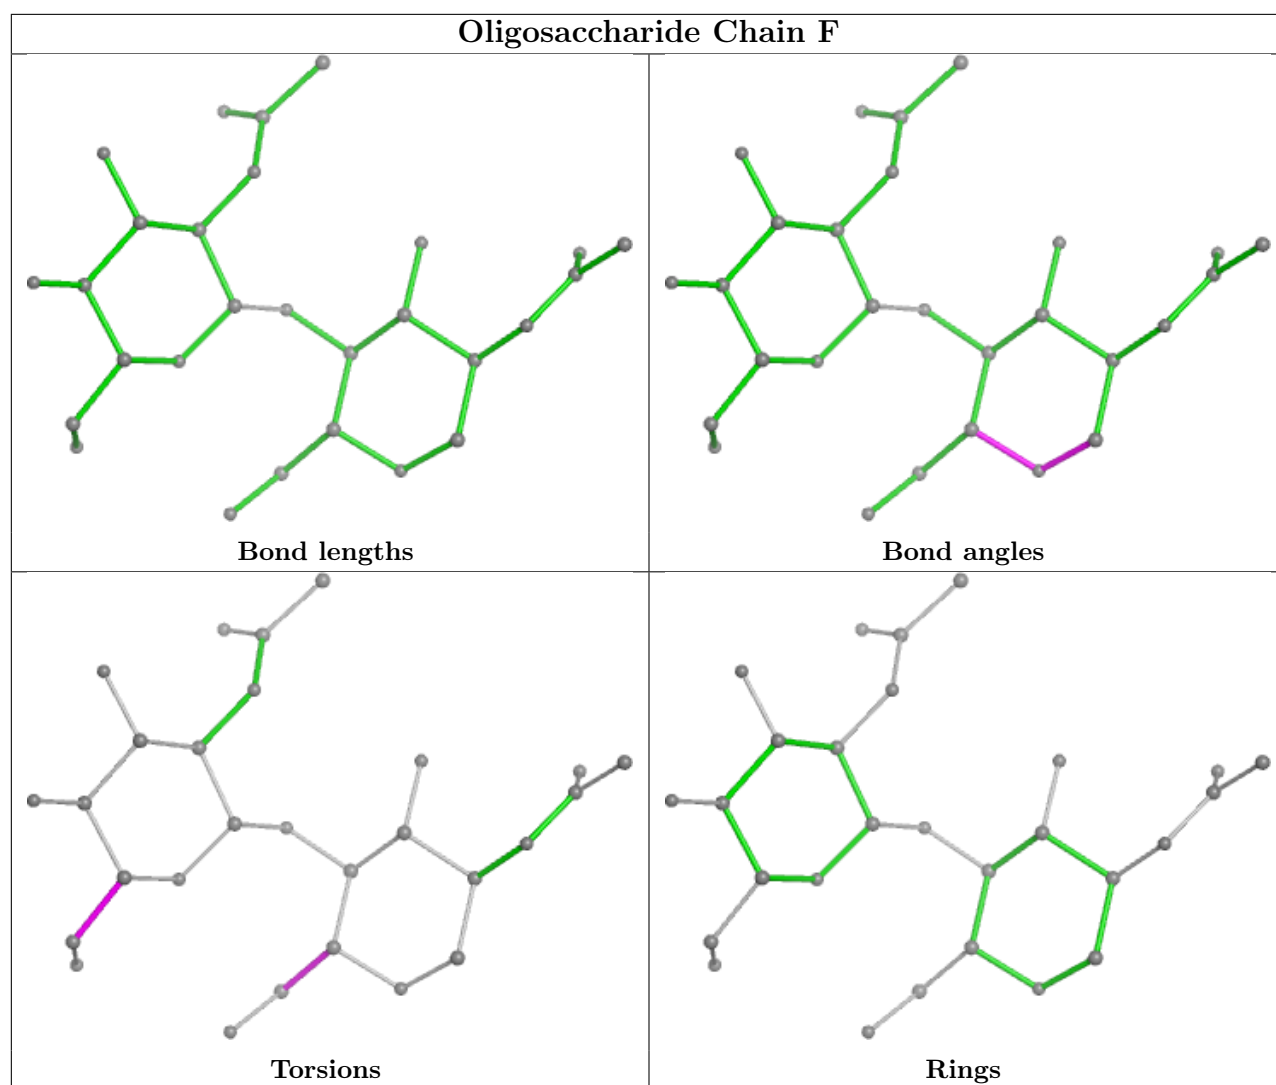 Oligosaccharide Chain F
Bond lengths
Bond angles
Torsions
Rings